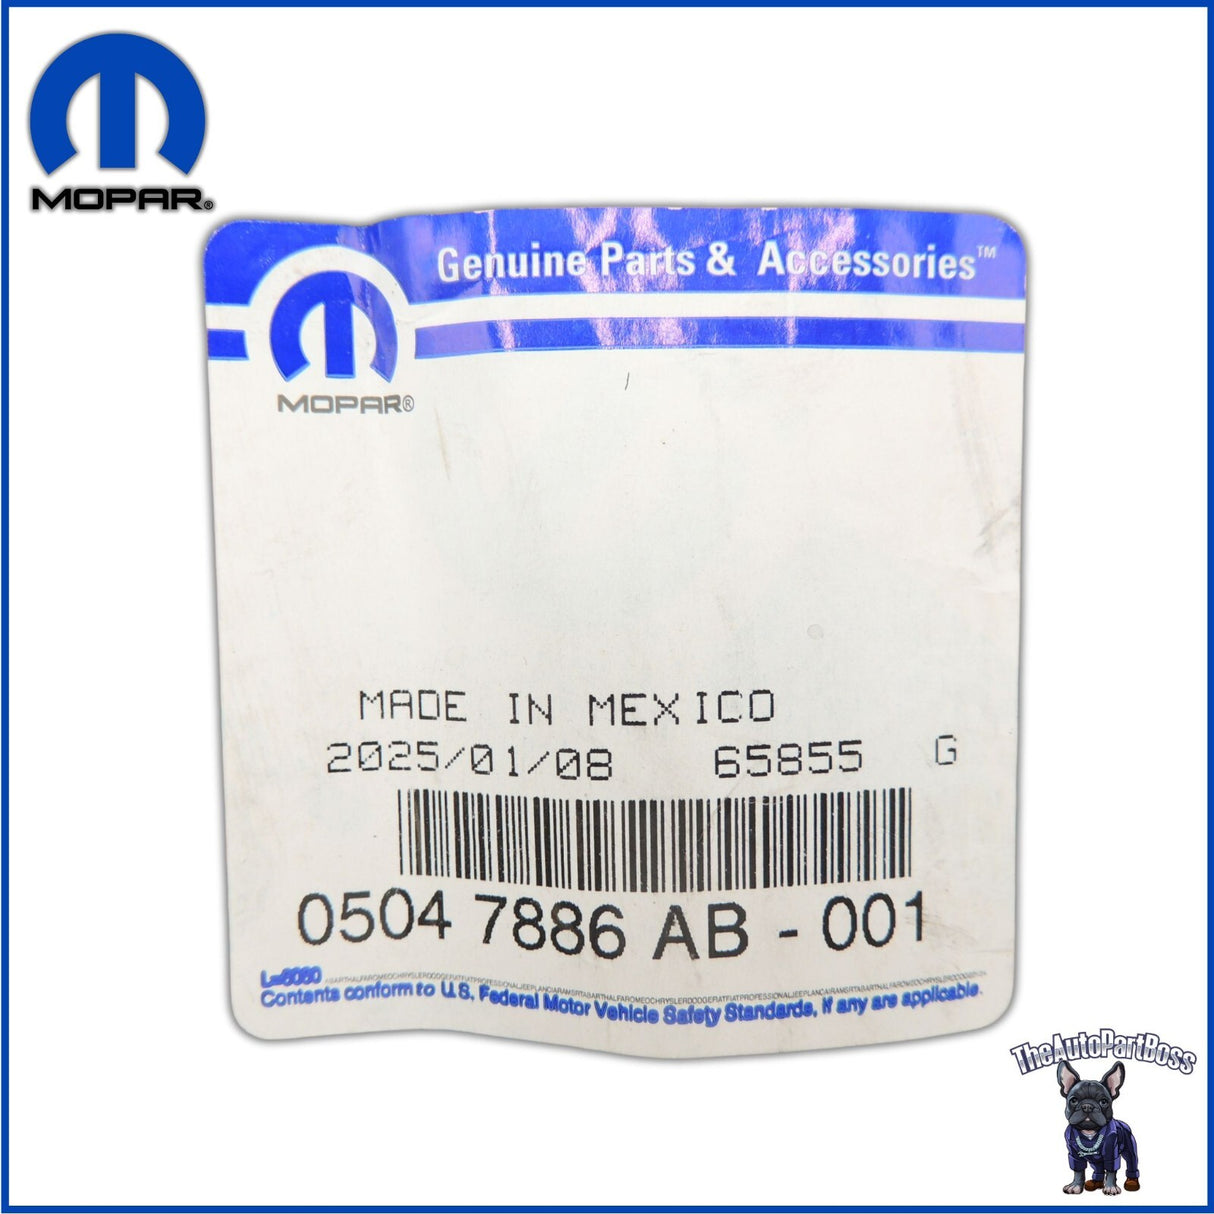 MOPAR®
Genuine Parts & Accessories™
MOPAR®
MADE IN MEXICO
2025/01/08 65855 G
0504 7886 AB - 001
L=6060
Contents conform to U.S. Federal Motor Vehicle Safety Standards, if any are applicable.
TheAutoPartBoss